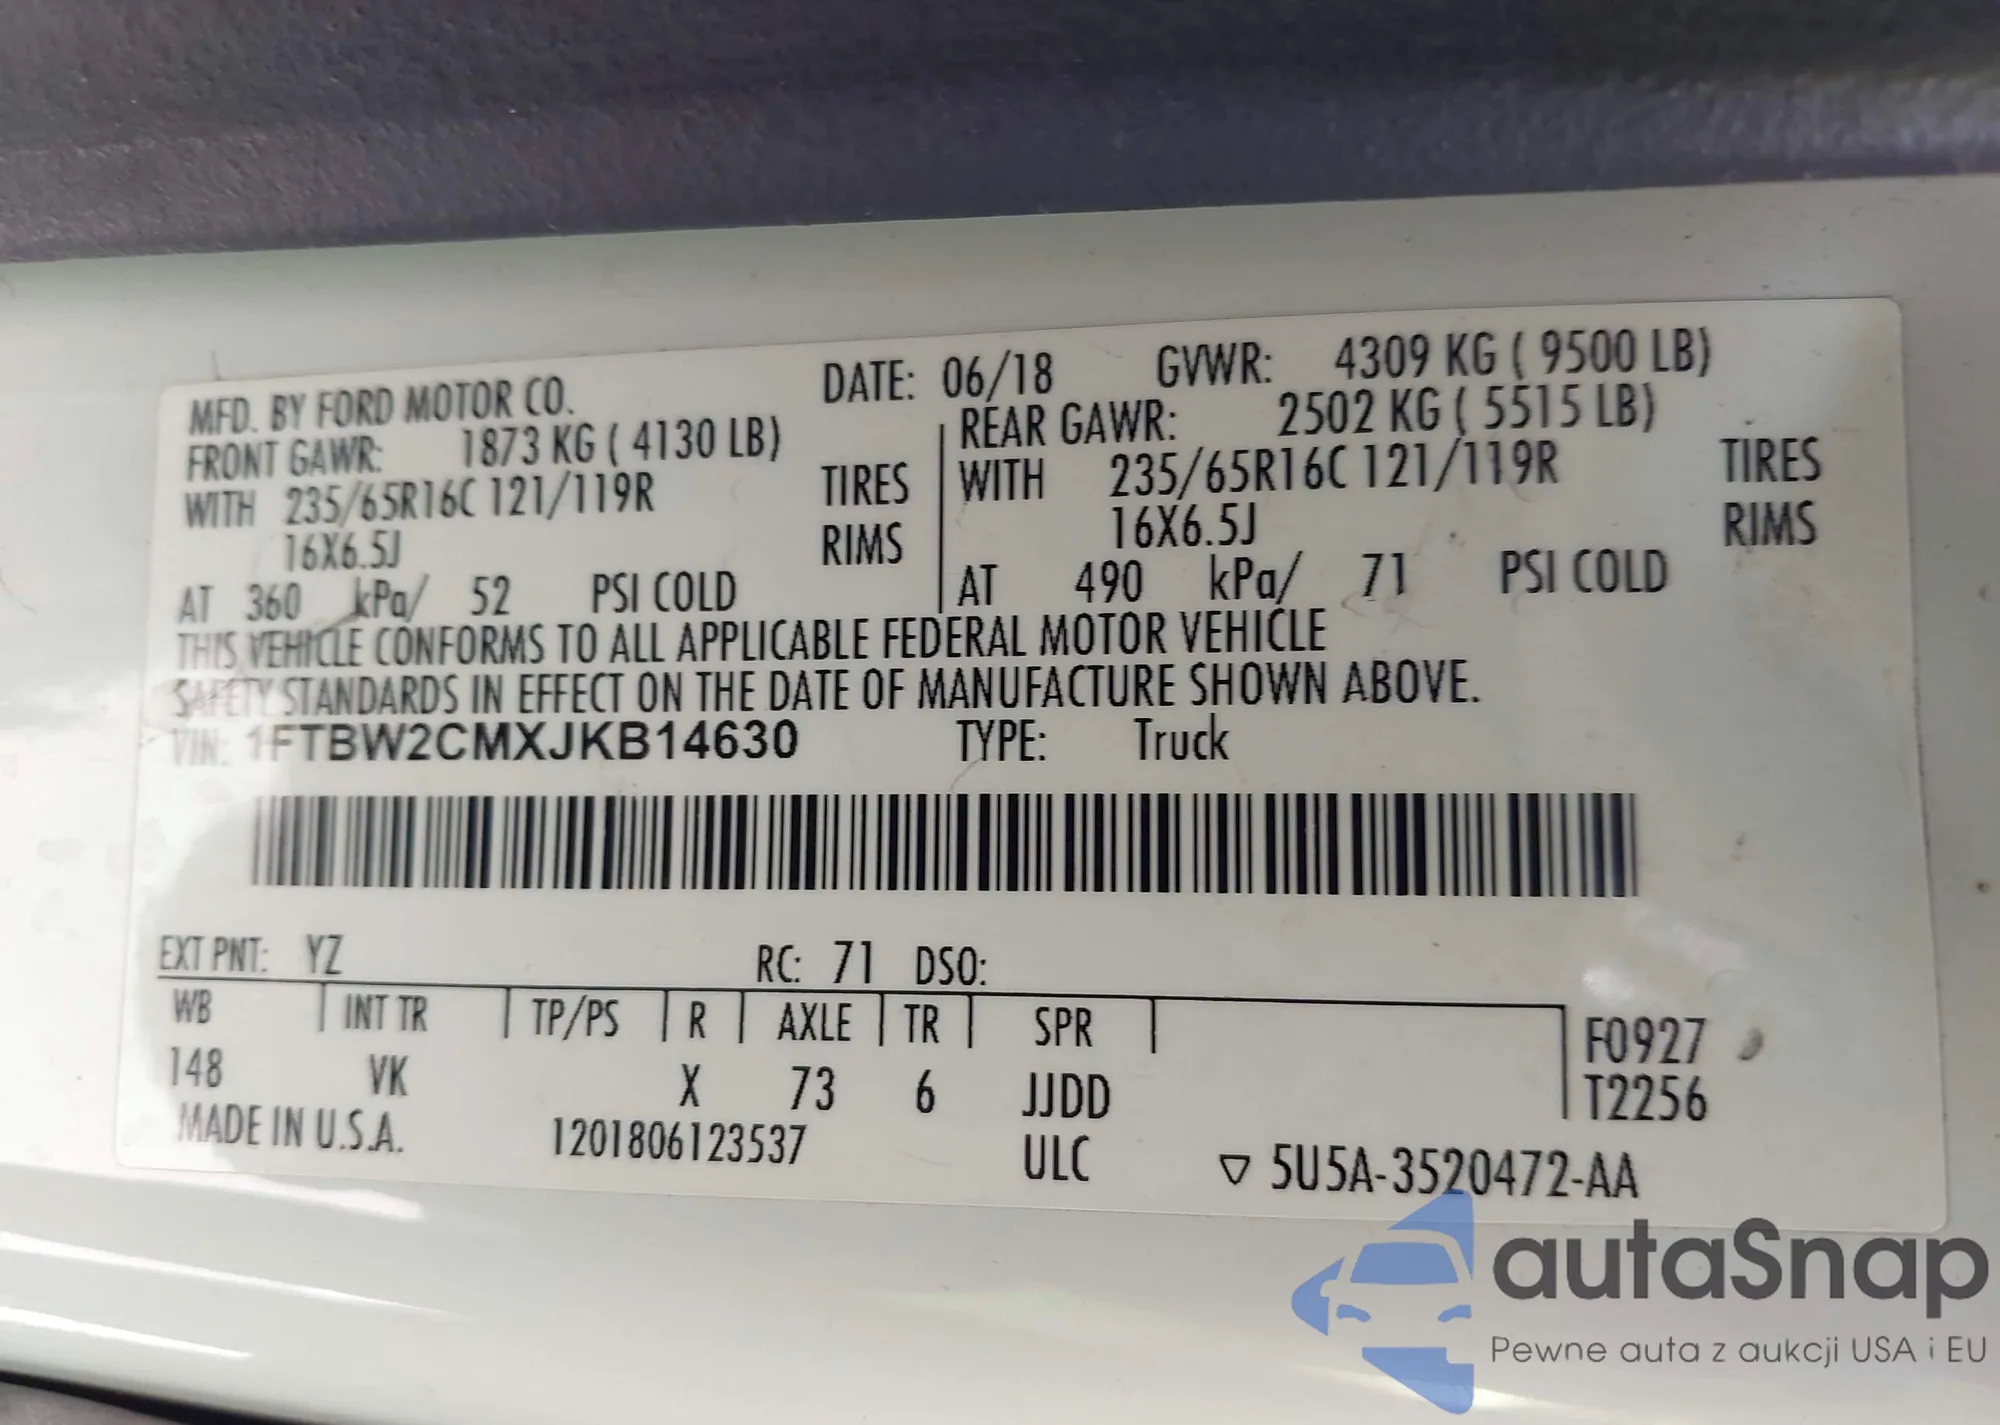 MFD. BY FORD MOTOR CO. DATE: 06/18 GVWR: 4309 KG ( 9500 LB)
FRONT GAWR: 1873 KG ( 4130 LB) REAR GAWR: 2502 KG ( 5515 LB)
WITH 235/65R16C 121/119R TIRES WITH 235/65R16C 121/119R TIRES
16X6.5J RIMS 16X6.5J RIMS
AT 360 kPa/ 52 PSI COLD AT 490 kPa/ 71 PSI COLD
THIS VEHICLE CONFORMS TO ALL APPLICABLE FEDERAL MOTOR VEHICLE
SAFETY STANDARDS IN EFFECT ON THE DATE OF MANUFACTURE SHOWN ABOVE.
VIN: 1FTBW2CMXJKB14630 TYPE: Truck
EXT PNT: YZ RC: 71 DSO:
WB INT TR TP/PS R AXLE TR SPR F0927
148 VK X 73 6 JJDD T2256
MADE IN U.S.A. 1201806123537 ULC ▽ 5U5A-3520472-AA
autaSnap
Pewne auta z aukcji USA i EU